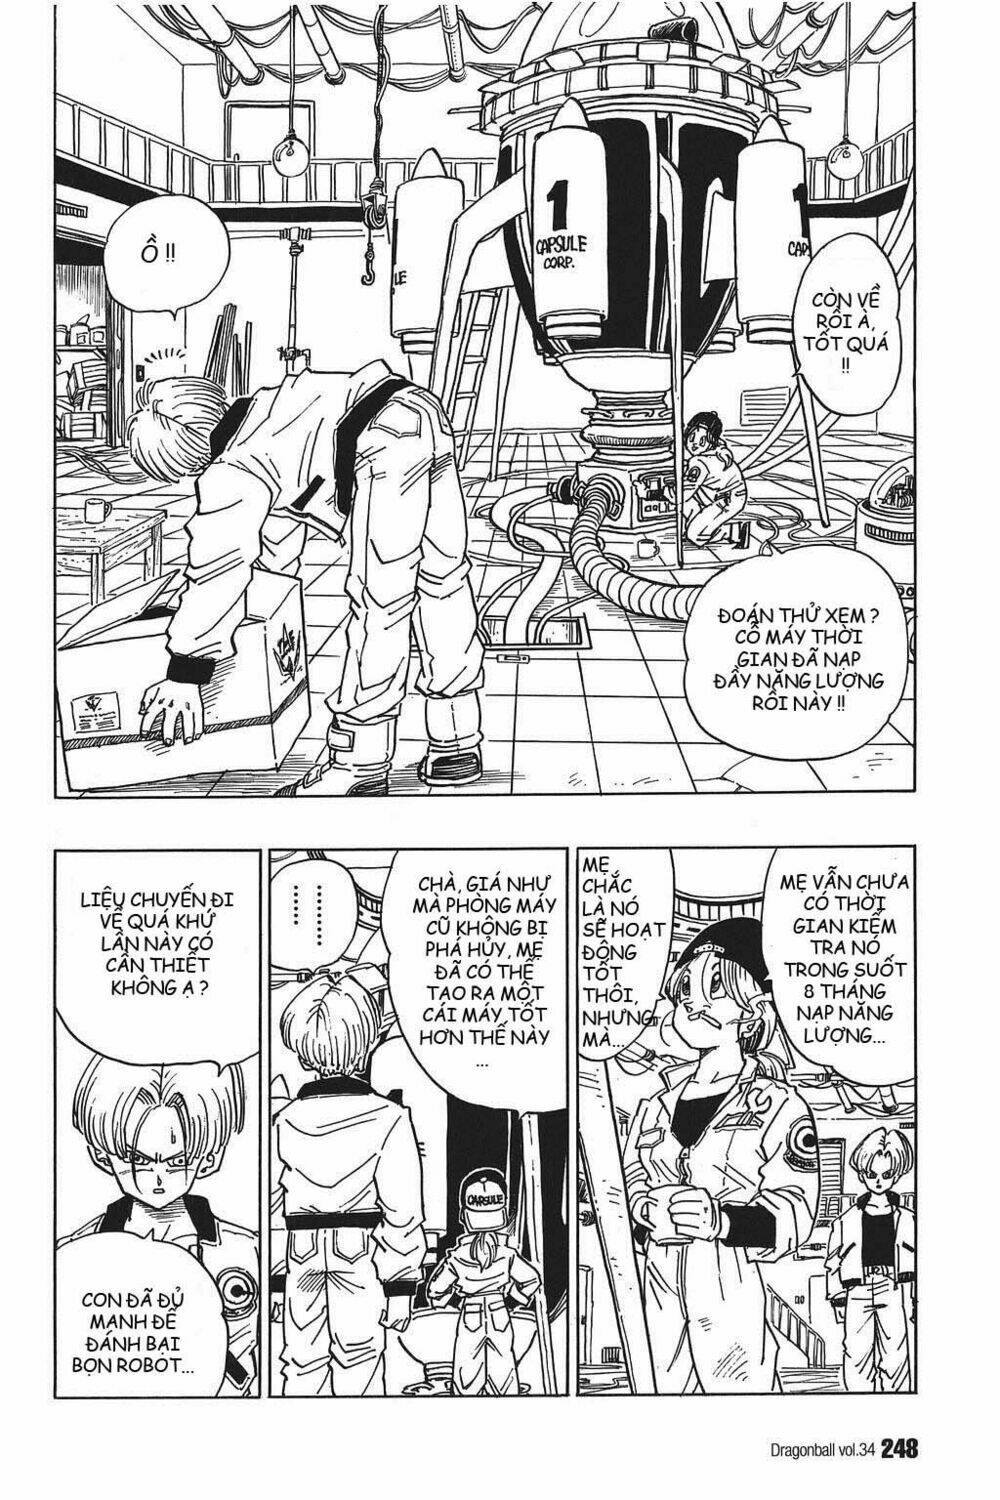 CÒN VỀ
RỒI À,
TỐT QUÁ
!!
Ồ !!
1
CAPSULE
CORP.
1
CAPS
LE
ĐOÁN THỬ XEM ?
CỖ MÁY THỜI
GIAN ĐÃ NẠP
ĐẦY NĂNG LƯỢNG
RỒI NÀY !!
MẸ VẪN CHƯA
CÓ THỜI
GIAN KIỂM
TRA NÓ
TRONG SUỐT
8 THÁNG
NẠP NĂNG
LƯỢNG...
MẸ
CHẮC
LÀ NÓ
SẼ HOẠT
ĐỘNG
TỐT
THÔI,
NHƯNG
MÀ...
CHÀ, GIÁ NHƯ
MÀ PHÒNG MÁY
CŨ KHÔNG BỊ
PHÁ HỦY, MẸ
ĐÃ CÓ THỂ
TẠO RA MỘT
CÁI MÁY TỐT
HƠN THẾ NÀY
...
CAPSULE
LIỆU CHUYẾN ĐI
VỀ QUÁ KHỨ
LẦN NÀY CÓ
CẦN THIẾT
KHÔNG Ạ ?
CON ĐÃ ĐỦ
MẠNH ĐỂ
ĐÁNH BẠI
BỌN ROBOT...
Dragonball vol.34 248